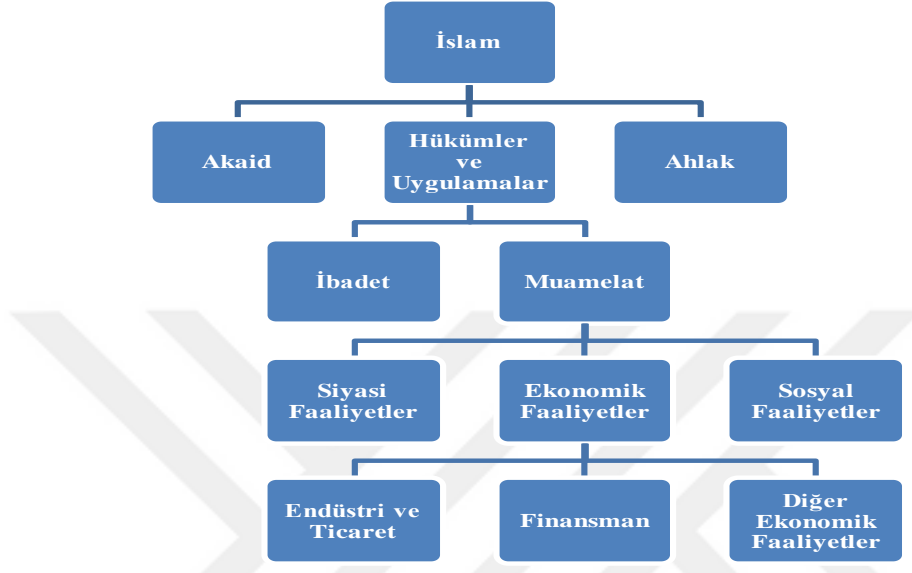 İslam
Akaid
Hükümler
ve
Uygulamalar
Ahlak
İbadet
Muamelat
Siyasi
Faaliyetler
Ekonomik
Faaliyetler
Sosyal
Faaliyetler
Endüstri ve
Ticaret
Finansman
Diğer
Ekonomik
Faaliyetler